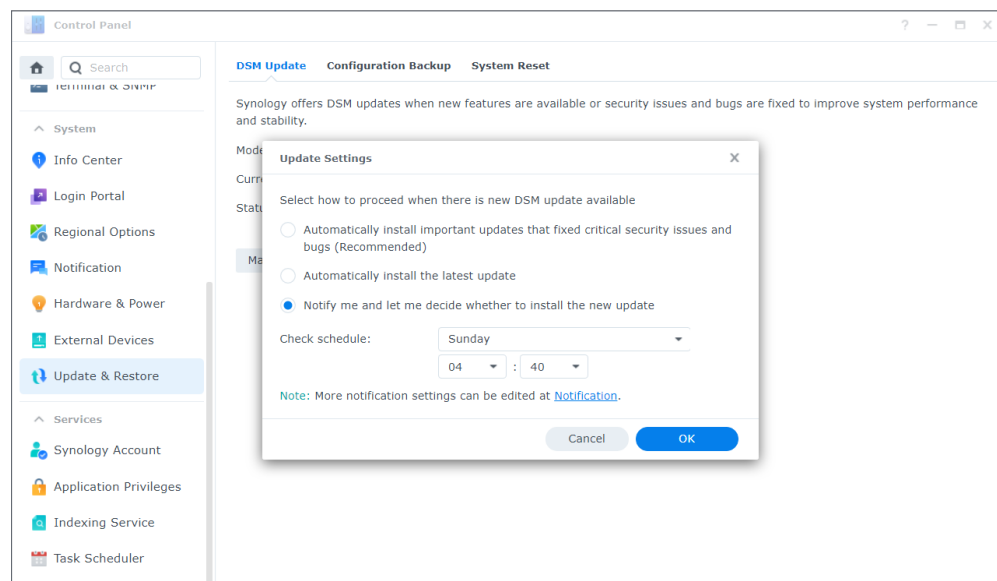 Control Panel
Search
Terminal & SNMP
System
Info Center
Login Portal
Regional Options
Notification
Hardware & Power
External Devices
Update & Restore
Services
Synology Account
Application Privileges
Indexing Service
Task Scheduler
DSM Update Configuration Backup System Reset
Synology offers DSM updates when new features are available or security issues and bugs are fixed to improve system performance
and stability.
Update Settings
Select how to proceed when there is new DSM update available
Automatically install important updates that fixed critical security issues and
bugs (Recommended)
Automatically install the latest update
Notify me and let me decide whether to install the new update
Check schedule: Sunday
04 : 40
Note: More notification settings can be edited at Notification.
Cancel OK